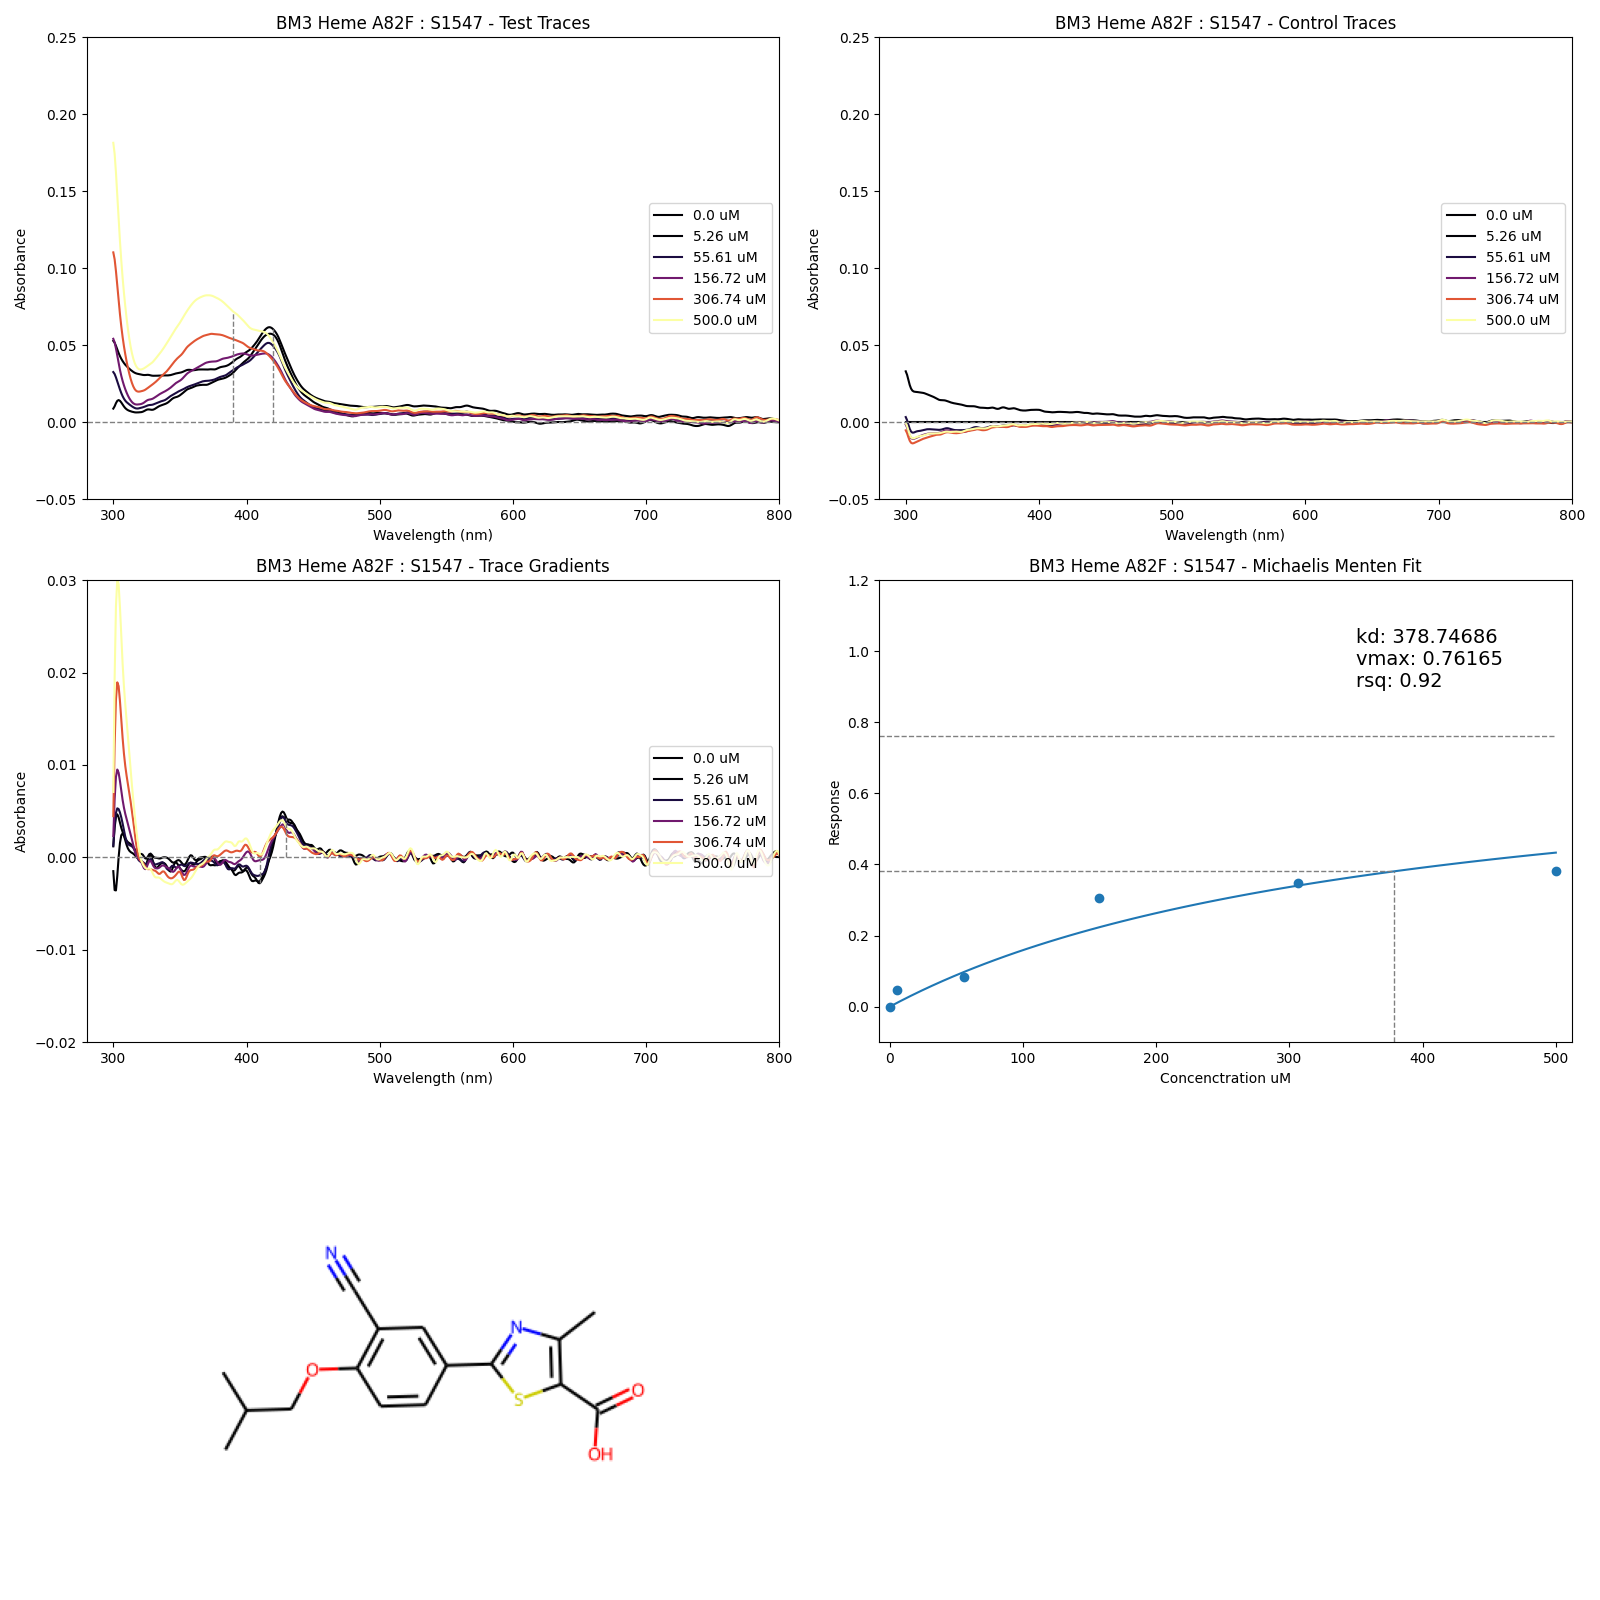 BM3 Heme A82F : S1547 - Test Traces
0.25
0.20
0.15
0.10
0.05
0.00
−0.05
Absorbance
300 400 500 600 700 800
Wavelength (nm)
0.0 uM
5.26 uM
55.61 uM
156.72 uM
306.74 uM
500.0 uM
BM3 Heme A82F : S1547 - Control Traces
0.25
0.20
0.15
0.10
0.05
0.00
−0.05
Absorbance
300 400 500 600 700 800
Wavelength (nm)
0.0 uM
5.26 uM
55.61 uM
156.72 uM
306.74 uM
500.0 uM
BM3 Heme A82F : S1547 - Trace Gradients
0.03
0.02
0.01
0.00
−0.01
−0.02
Absorbance
300 400 500 600 700 800
Wavelength (nm)
0.0 uM
5.26 uM
55.61 uM
156.72 uM
306.74 uM
500.0 uM
BM3 Heme A82F : S1547 - Michaelis Menten Fit
1.2
1.0
0.8
0.6
0.4
0.2
0.0
Response
kd: 378.74686
vmax: 0.76165
rsq: 0.92
0 100 200 300 400 500
Concenctration uM
N
N
O
S
O
OH